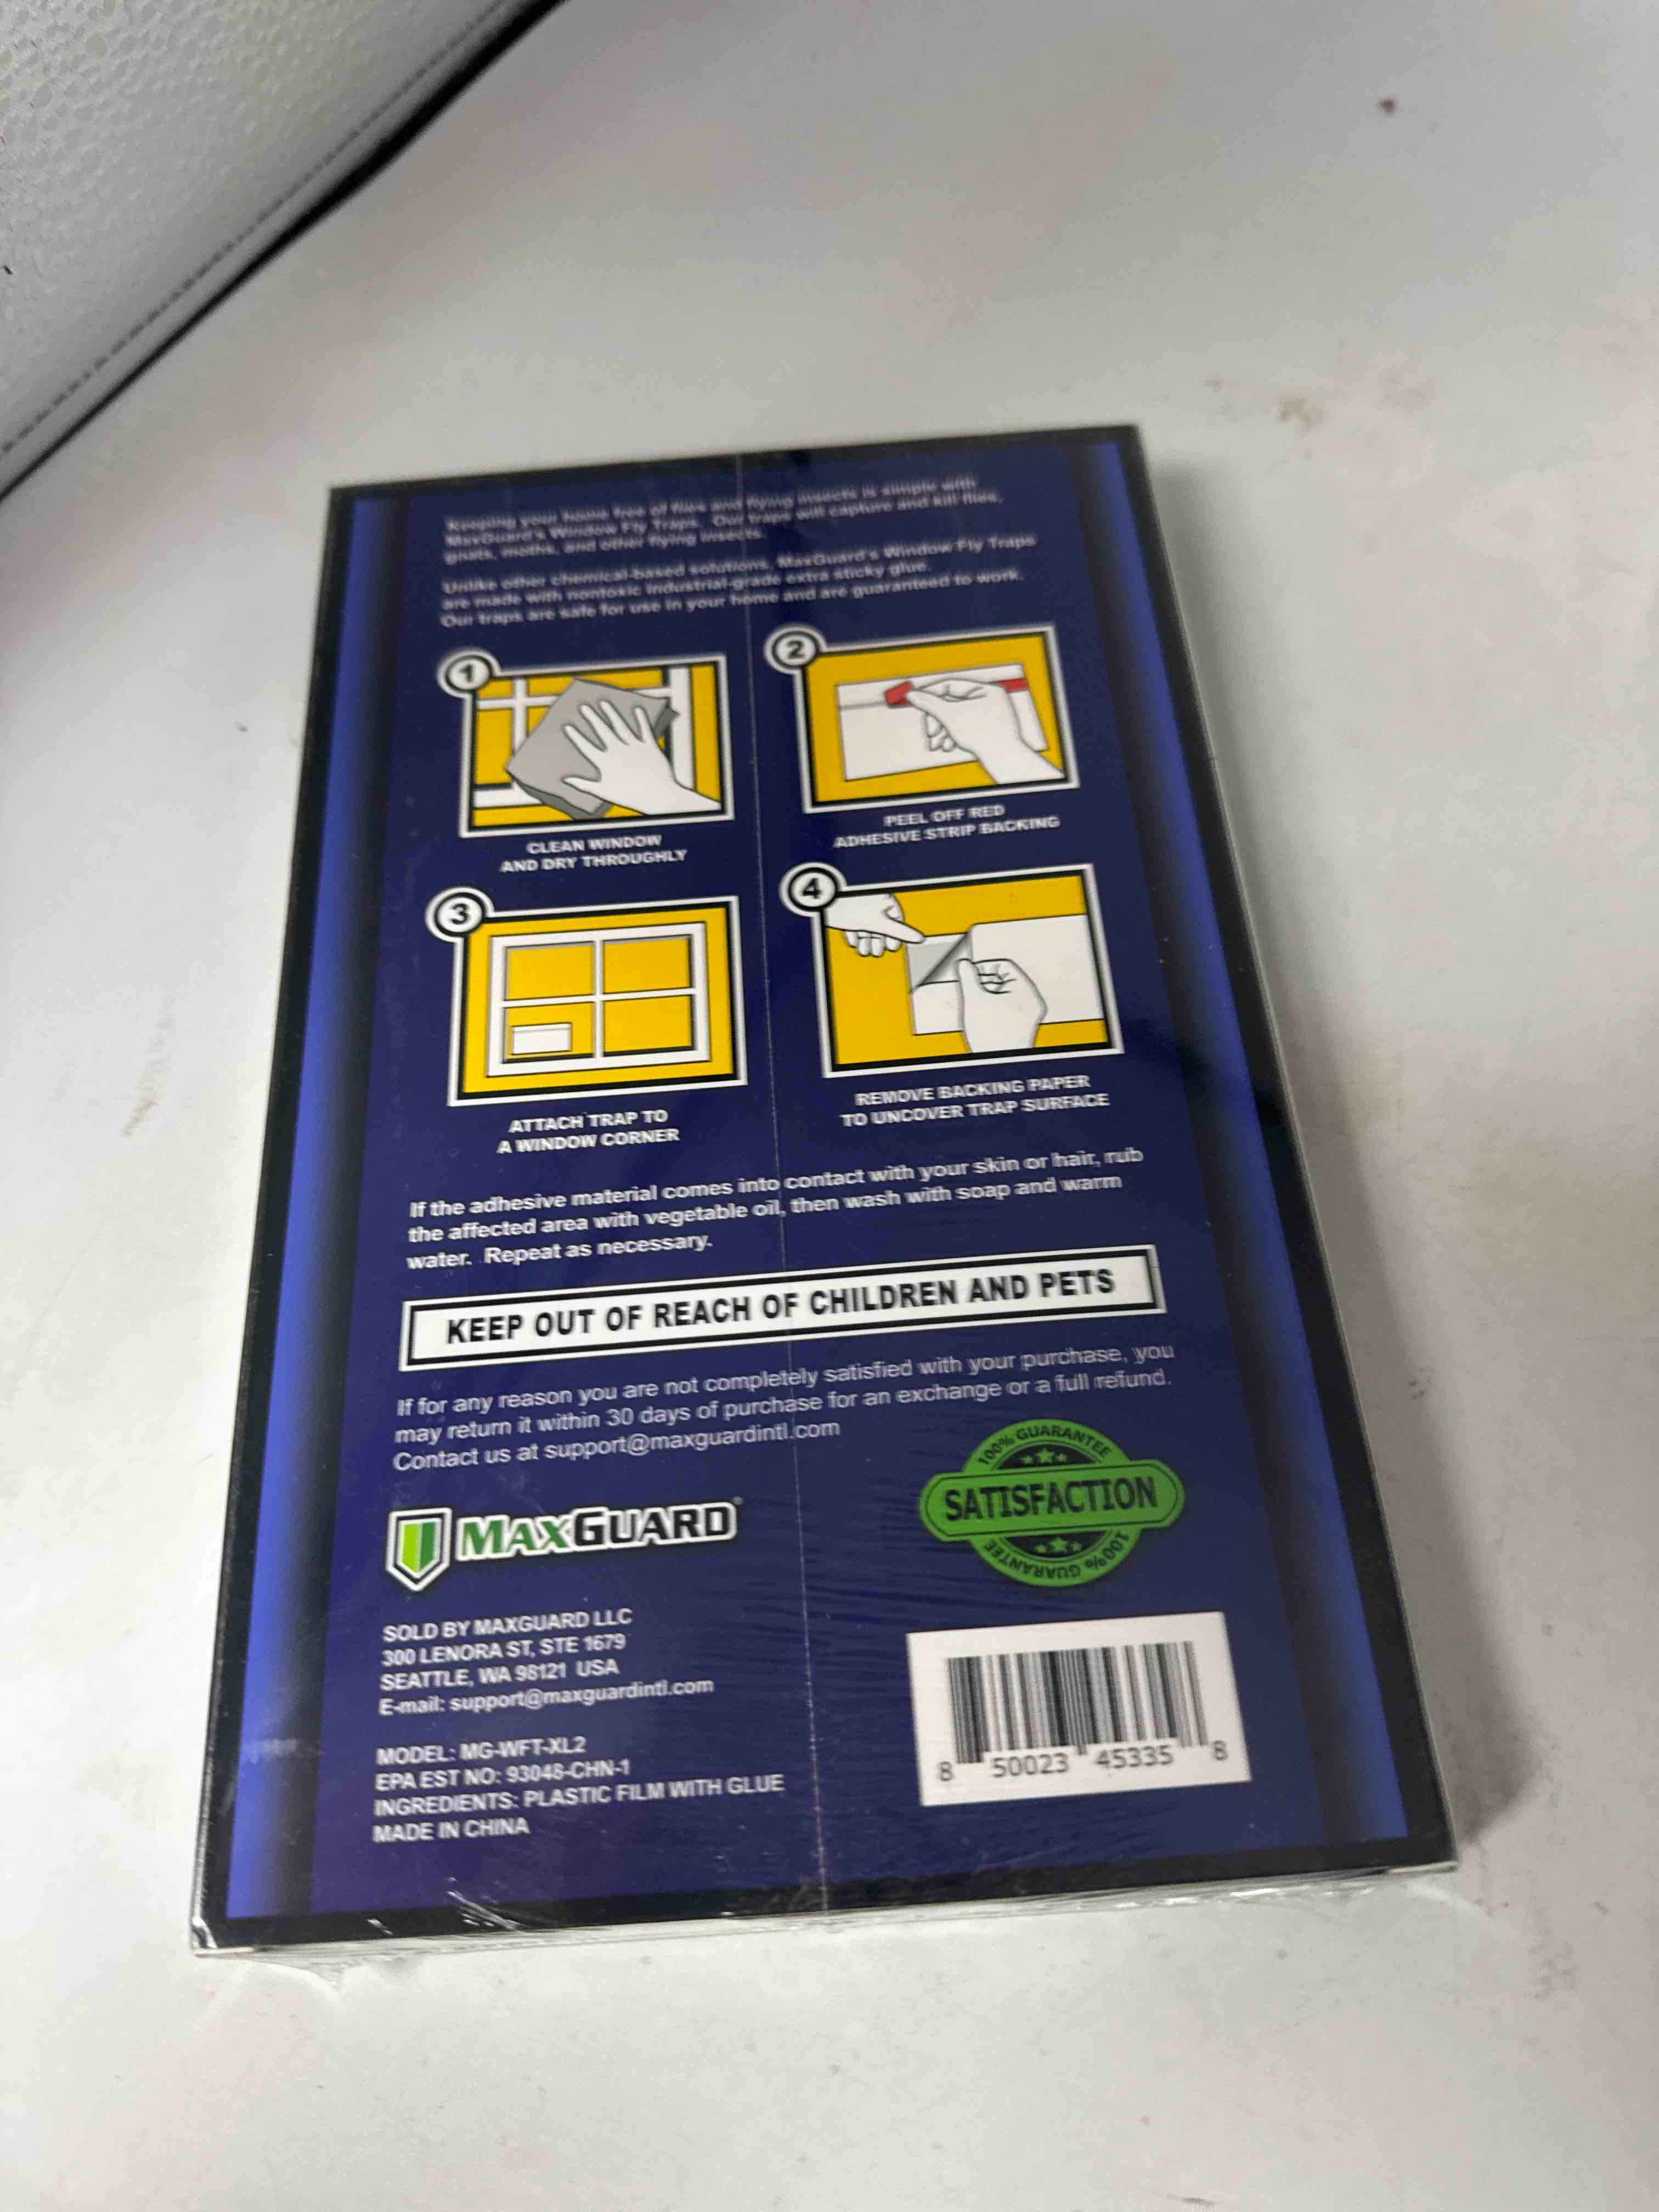 Keeping your home free of flies and flying insects is simple with
MaxGuard's Window Fly Traps. Our traps will capture and kill flies,
gnats, moths, and other flying insects.
Unlike other chemical-based solutions, MaxGuard's Window Fly Traps
are made with nontoxic industrial-grade extra sticky glue.
Our traps are safe for use in your home and are guaranteed to work.
1
CLEAN WINDOW
AND DRY THROUGHLY
2
PEEL OFF RED
ADHESIVE STRIP BACKING
3
ATTACH TRAP TO
A WINDOW CORNER
4
REMOVE BACKING PAPER
TO UNCOVER TRAP SURFACE
If the adhesive material comes into contact with your skin or hair, rub
the affected area with vegetable oil, then wash with soap and warm
water. Repeat as necessary.
KEEP OUT OF REACH OF CHILDREN AND PETS
If for any reason you are not completely satisfied with your purchase, you
may return it within 30 days of purchase for an exchange or a full refund.
Contact us at support@maxguardintl.com
100% GUARANTEE
SATISFACTION
100% GUARANTEE
MAXGUARD®
SOLD BY MAXGUARD LLC
300 LENORA ST, STE 1679
SEATTLE, WA 98121 USA
E-mail: support@maxguardintl.com
MODEL: MG-WFT-XL2
EPA EST NO: 93048-CHN-1
INGREDIENTS: PLASTIC FILM WITH GLUE
MADE IN CHINA
8 50023 45335 8